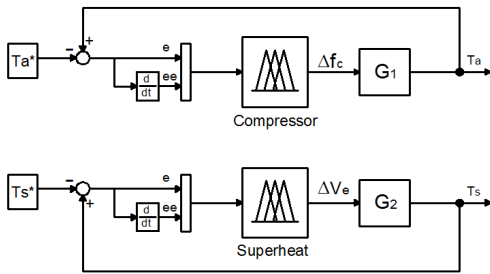 Ta*
−
+
e
d
dt
ee
Compressor
Δfc
G1
Ta
Ts*
−
+
e
d
dt
ee
Superheat
ΔVe
G2
Ts